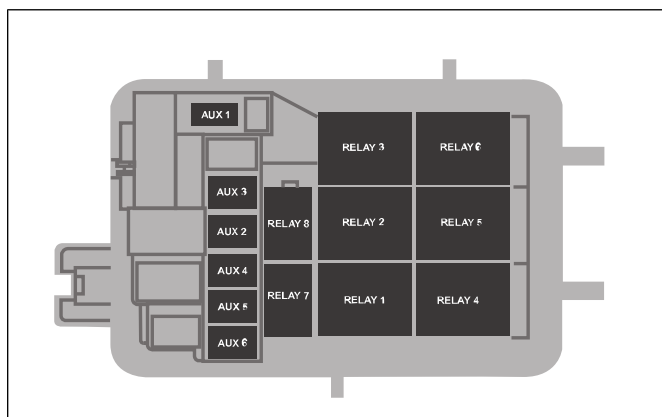 AUX 1
RELAY 3
RELAY 6
AUX 3
RELAY 8
RELAY 2
RELAY 5
AUX 2
AUX 4
RELAY 7
RELAY 1
RELAY 4
AUX 5
AUX 6